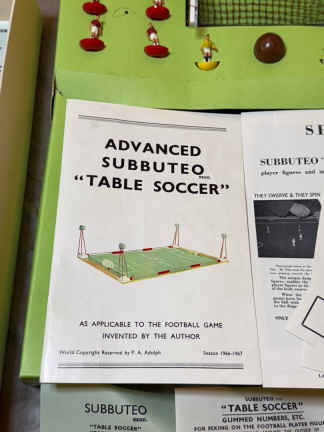 ADVANCED
SUBBUTEO
REGD.
"TABLE SOCCER"
AS APPLICABLE TO THE FOOTBALL GAME
INVENTED BY THE AUTHOR
World Copyright Reserved by P. A. Adolph
Season 1966-1967
SUBBUTEO
player figures and
THEY SWERVE & THEY SPIN
SUBBUTEO
SUBBUTEO
"TABLE SOCCER"
GUMMED NUMBERS, ETC.
FOR FIXING ON THE FOOTBALL PLAYER
"TABLE SOCCER"